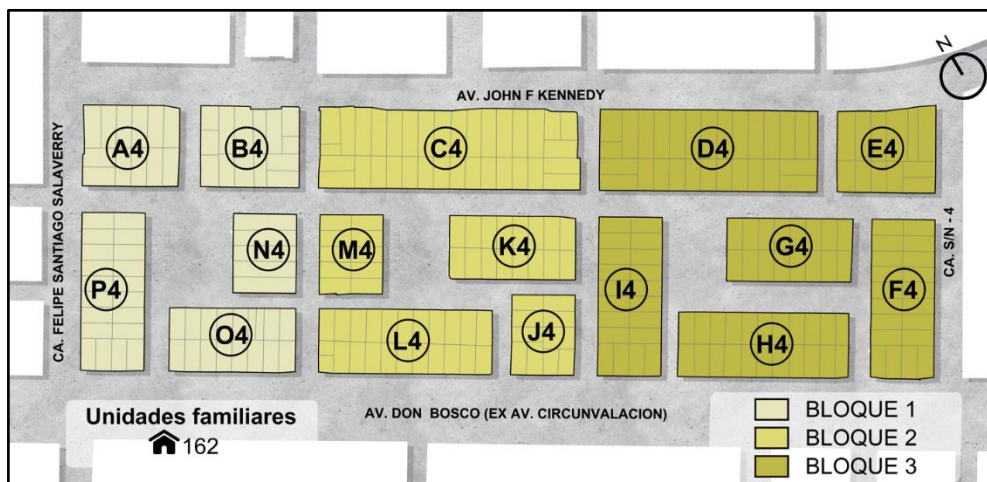 N
AV. JOHN F KENNEDY
CA. FELIPE SANTIAGO SALAVERRY
A4
B4
C4
D4
E4
P4
N4
M4
K4
I4
G4
F4
CA. S/N - 4
O4
L4
J4
H4
AV. DON BOSCO (EX AV. CIRCUNVALACION)
Unidades familiares
162
BLOQUE 1
BLOQUE 2
BLOQUE 3